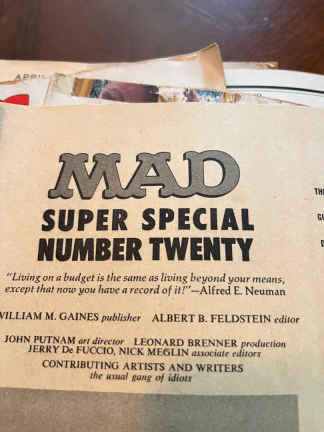 APRIL
MAD
SUPER SPECIAL
NUMBER TWENTY
"Living on a budget is the same as living beyond your means,
except that now you have a record of it!"—Alfred E. Neuman
WILLIAM M. GAINES publisher ALBERT B. FELDSTEIN editor
JOHN PUTNAM art director LEONARD BRENNER production
JERRY De FUCCIO, NICK MEGLIN associate editors
CONTRIBUTING ARTISTS AND WRITERS
the usual gang of idiots